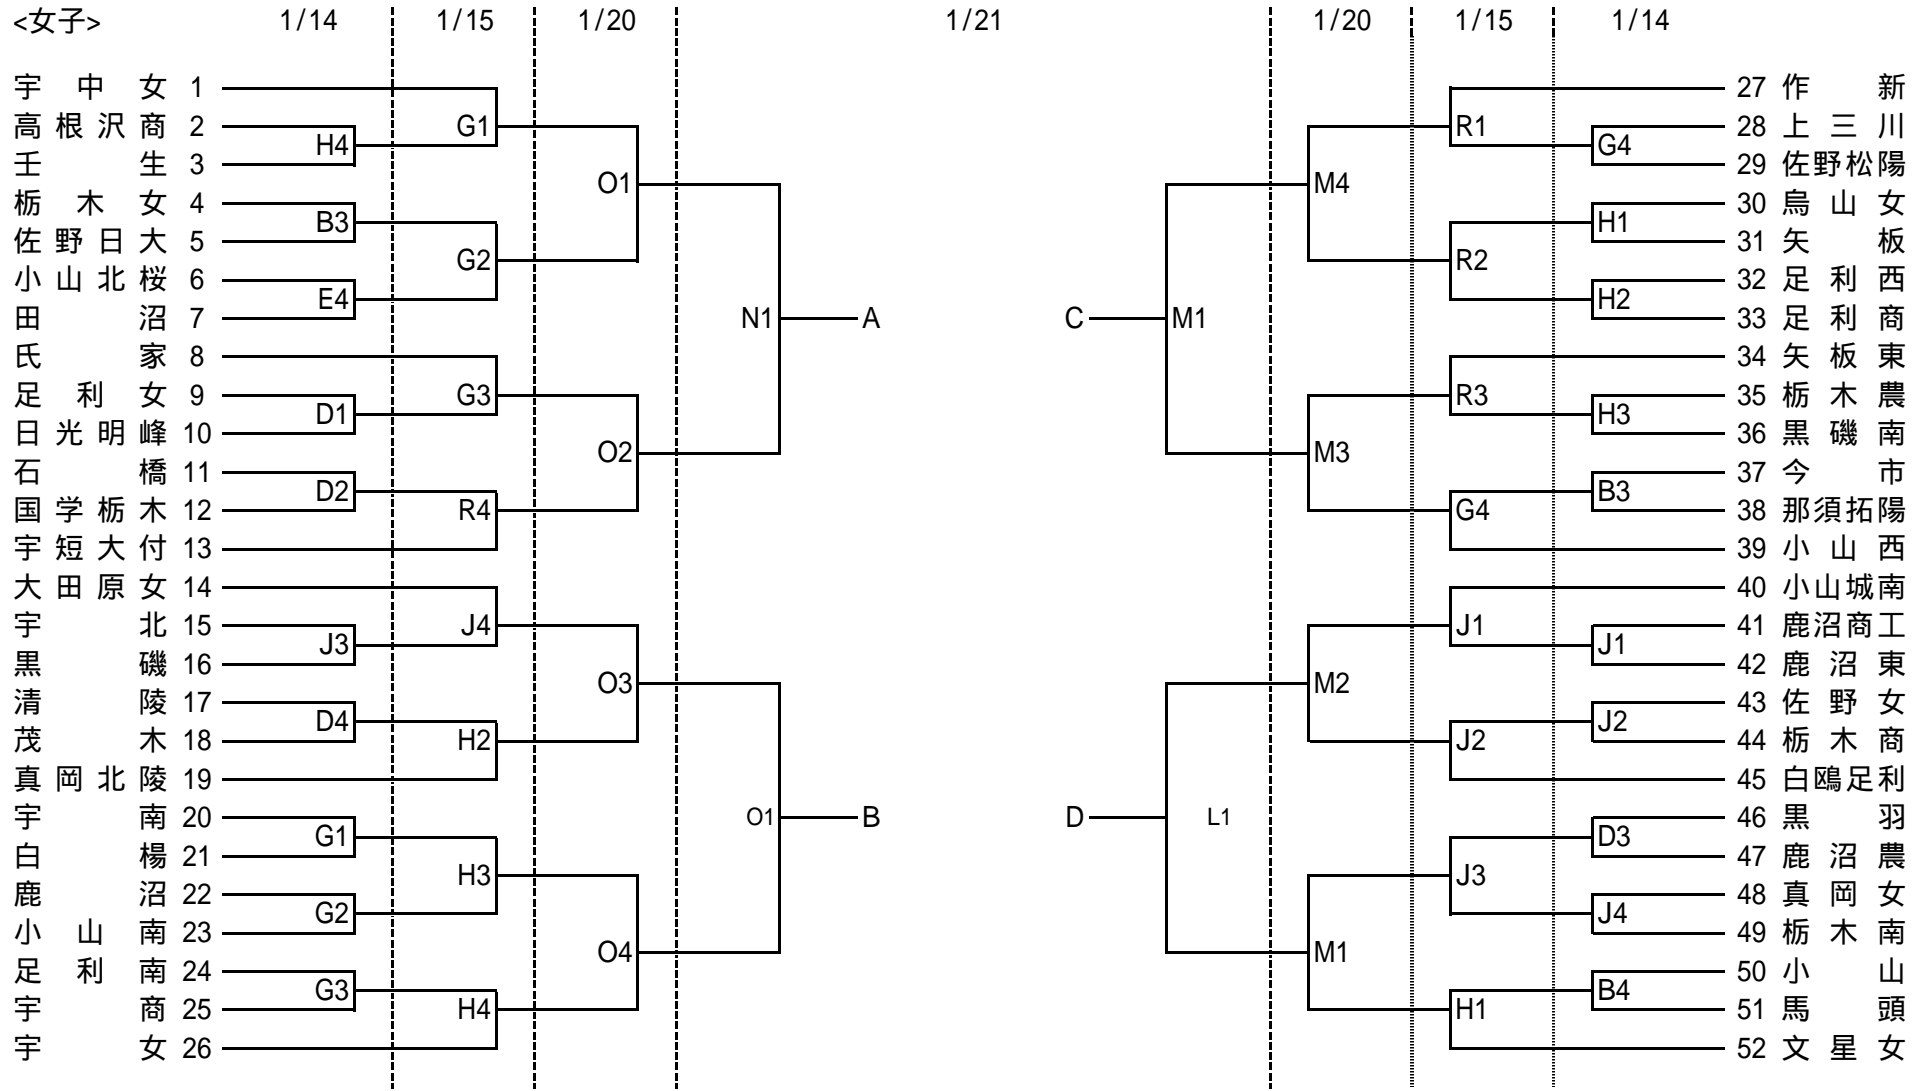 <女子> 1/14 1/15 1/20 1/21 1/20 1/15 1/14
宇中女 1 27 作新
高根沢商 2 G1 R1 28 上三川
H4 G4
壬生 3 29 佐野松陽
O1 M4
栃木女 4 30 烏山女
B3 H1
佐野日大 5 31 矢板
G2 R2
小山北桜 6 32 足利西
E4 H2
田沼 7 N1 A C M1 33 足利商
氏家 8 34 矢板東
足利女 9 G3 R3 35 栃木農
D1 H3
日光明峰 10 36 黒磯南
O2 M3
石橋 11 37 今市
D2 B3
国学栃木 12 R4 G4 38 那須拓陽
宇短大付 13 39 小山西
大田原女 14 40 小山城南
宇北 15 J4 J1 41 鹿沼商工
J3 J1
黒磯 16 42 鹿沼東
O3 M2
清陵 17 43 佐野女
D4 J2
茂木 18 H2 J2 44 栃木商
真岡北陵 19 45 白鴎足利
宇南 20 O1 B D L1 46 黒羽
G1 D3
白楊 21 47 鹿沼農
H3 J3
鹿沼 22 48 真岡女
G2 J4
小山南 23 49 栃木南
O4 M1
足利南 24 50 小山
G3 B4
宇商 25 H4 H1 51 馬頭
宇女 26 52 文星女